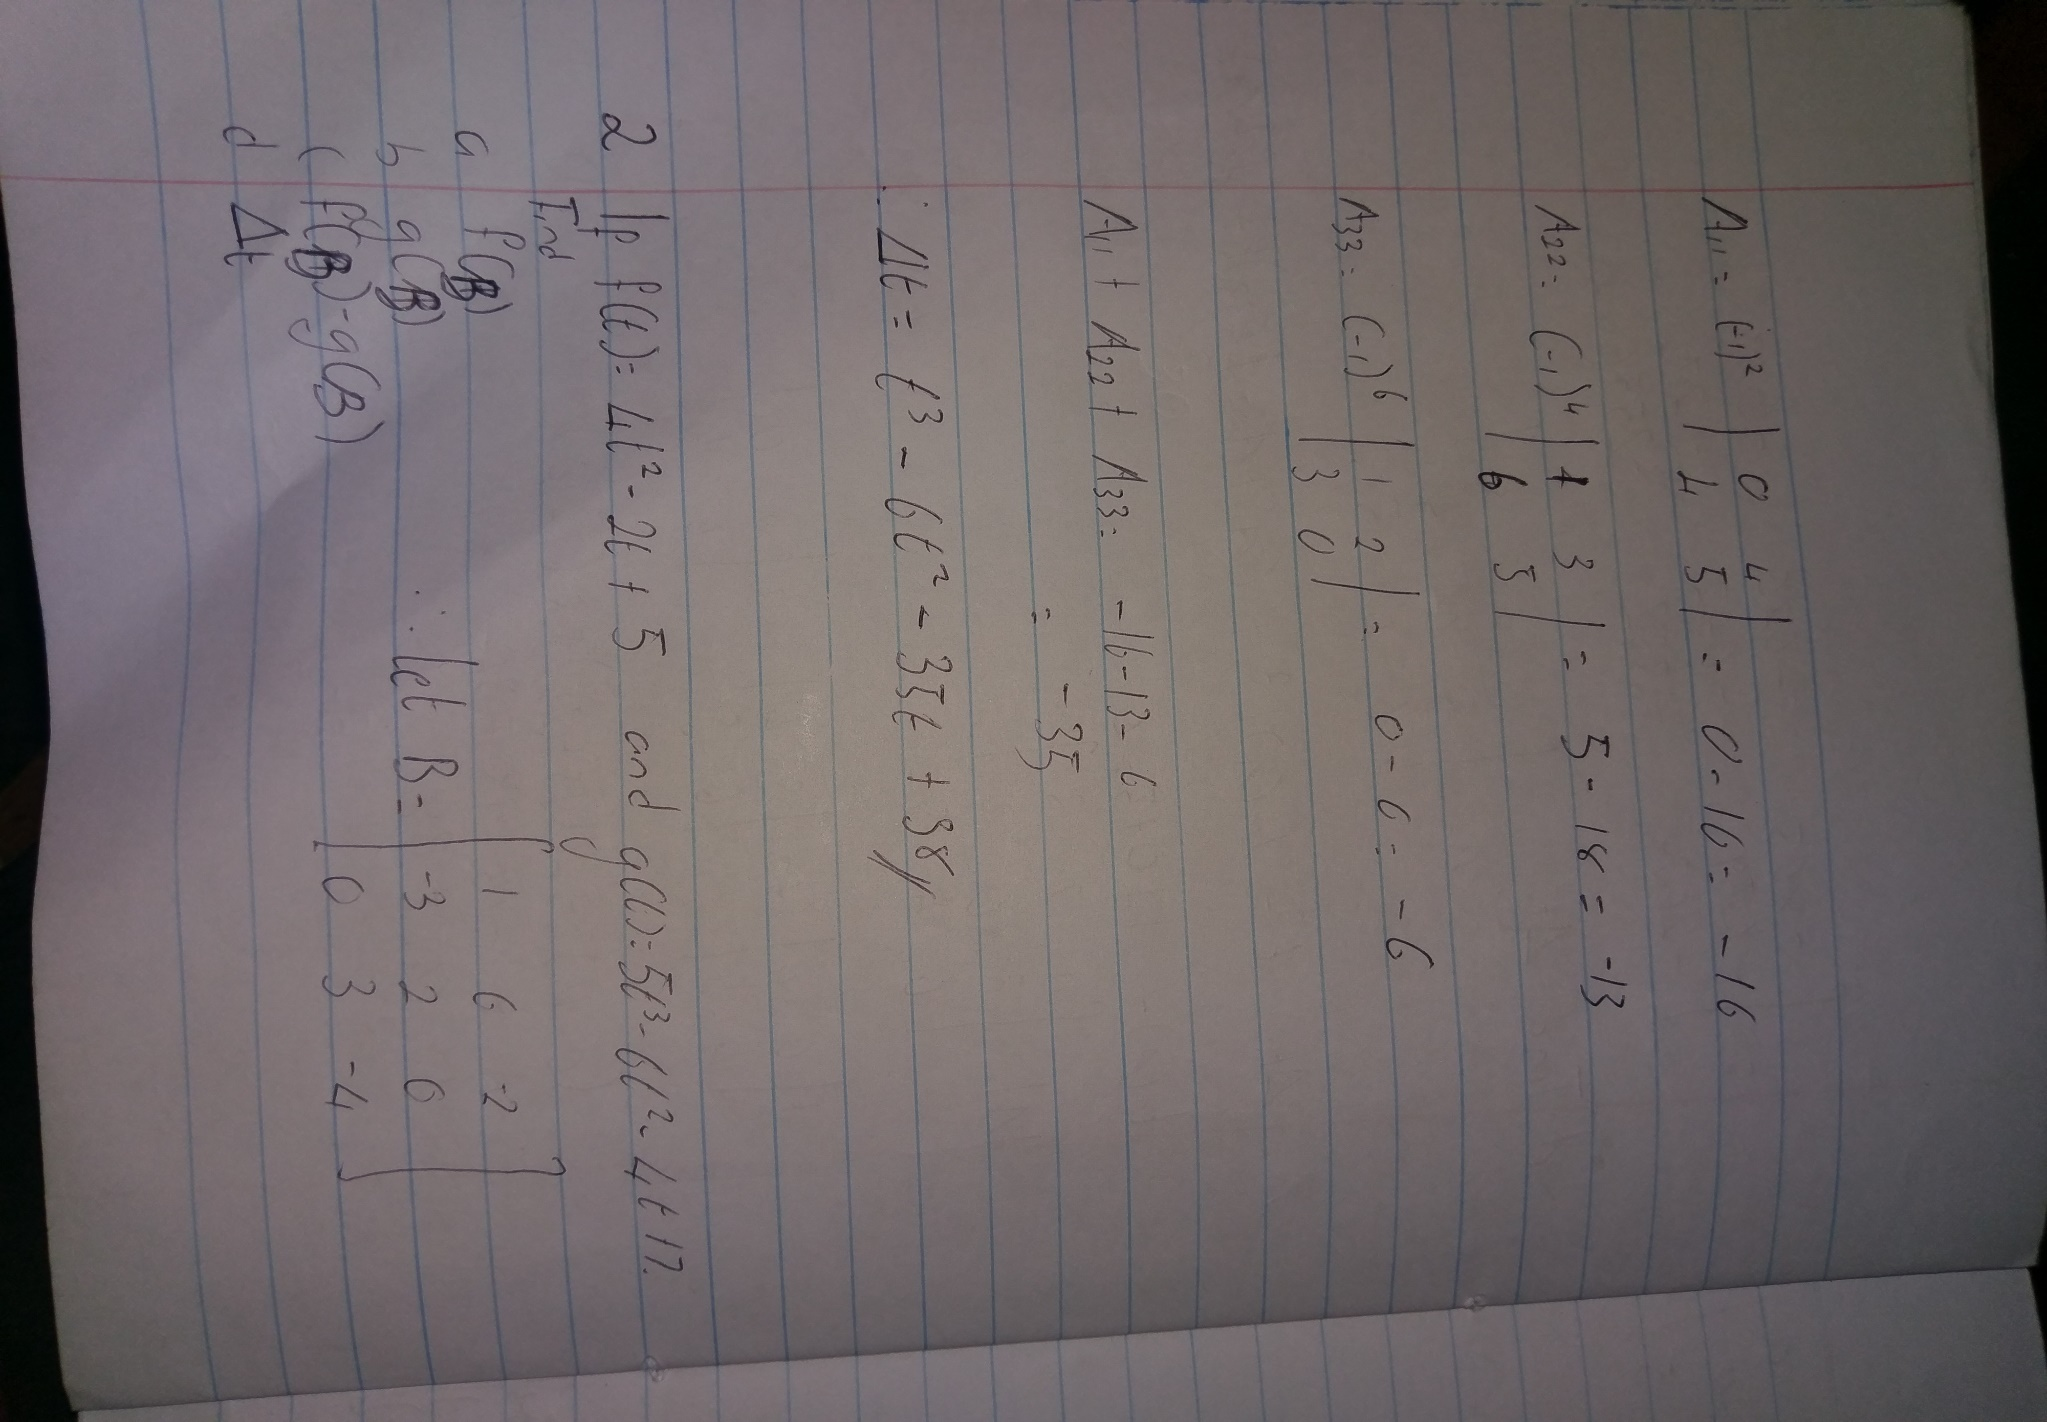 A₁₁ = (-1)² | 0 4 | = 0 - 16 = -16
| 4 5 |
A₂₂ = (-1)⁴ | 1 3 | = 5 - 18 = -13
| 6 5 |
A₃₃ = (-1)⁶ | 1 2 | = 0 - 6 = -6
| 3 0 |
A₁₁ + A₂₂ + A₃₃ = -16-13-6
= -35
∴ Δt = t³ - 6t² - 35t + 38//
2 If f(t) = 4t² - 2t + 5 and g(t) = 5t³ - 6t² - 4t + 17.
Find
a f(B)
b g(B)
c f(B) - g(B)
d Δt
∴ let B = [ 1 6 -2
-3 2 0
0 3 -4 ]